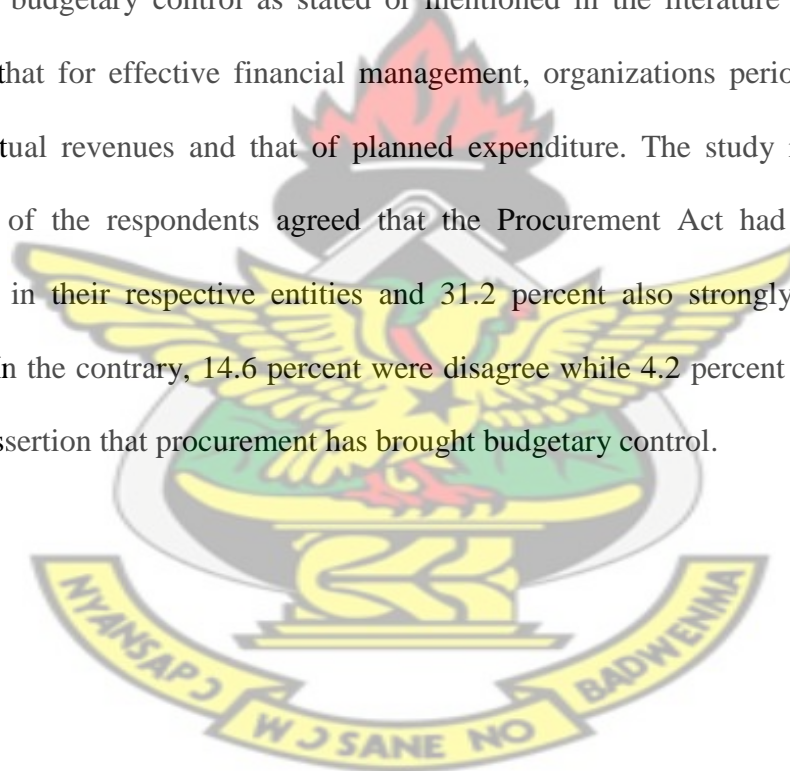 budgetary control as stated or mentioned in the literature
that for effective financial management, organizations perio
tual revenues and that of planned expenditure. The study
of the respondents agreed that the Procurement Act had
in their respective entities and 31.2 percent also strongly
n the contrary, 14.6 percent were disagree while 4.2 percent
ssertion that procurement has brought budgetary control.
NYANSAPƆ
WƆSANE NO
BADWENMA